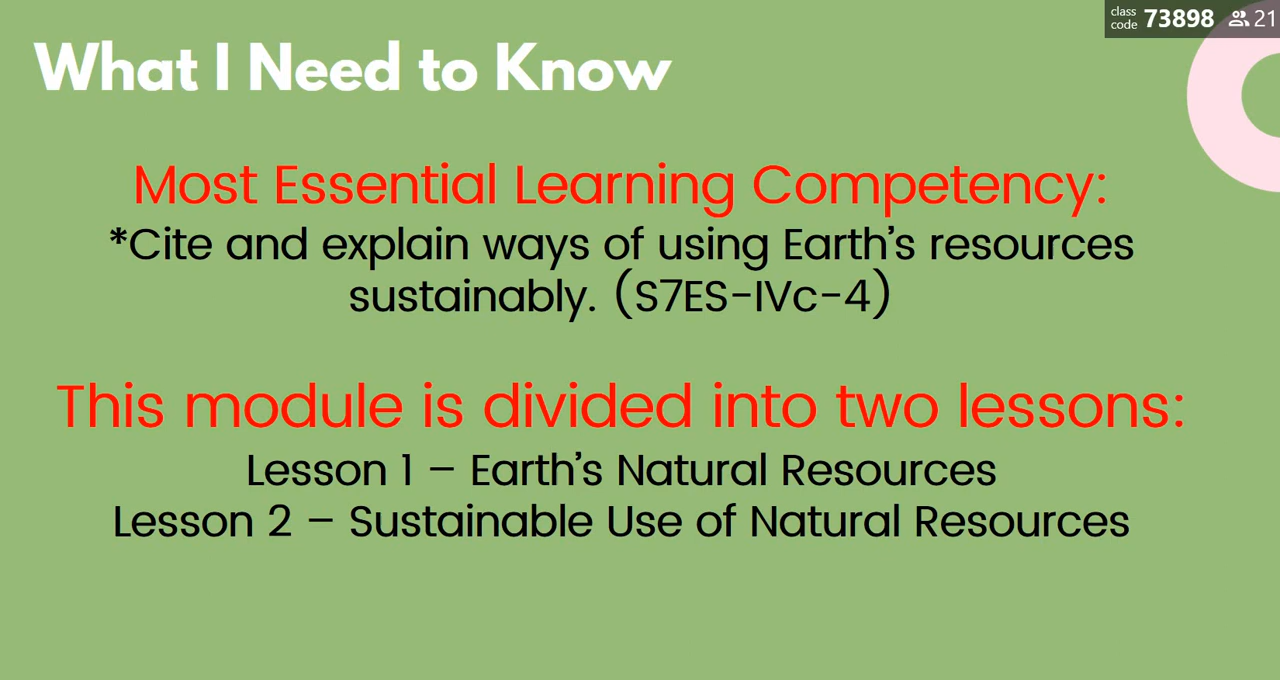 class
code 73898 21
What I Need to Know
Most Essential Learning Competency:
*Cite and explain ways of using Earth’s resources
sustainably. (S7ES-IVc-4)
This module is divided into two lessons:
Lesson 1 – Earth’s Natural Resources
Lesson 2 – Sustainable Use of Natural Resources